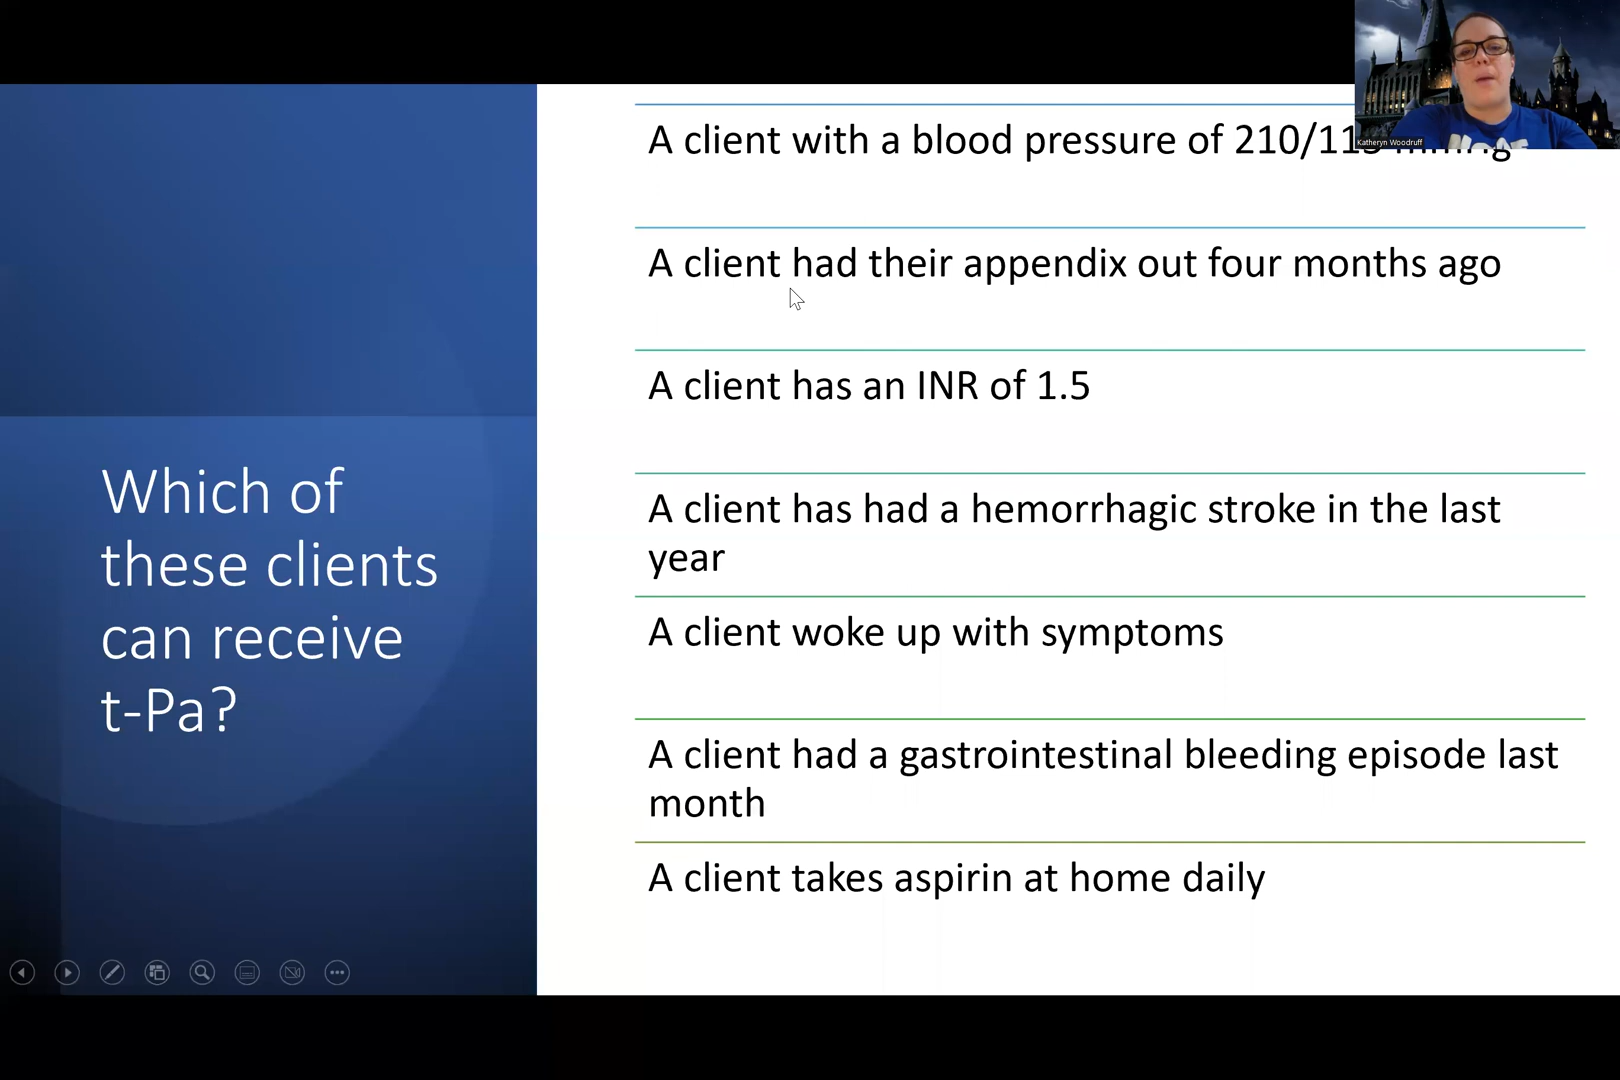 A client with a blood pressure of 210/115
A client had their appendix out four months ago
A client has an INR of 1.5
A client has had a hemorrhagic stroke in the last
year
A client woke up with symptoms
A client had a gastrointestinal bleeding episode last
month
A client takes aspirin at home daily
Which of
these clients
can receive
t-Pa?
Katheryn Woodruff